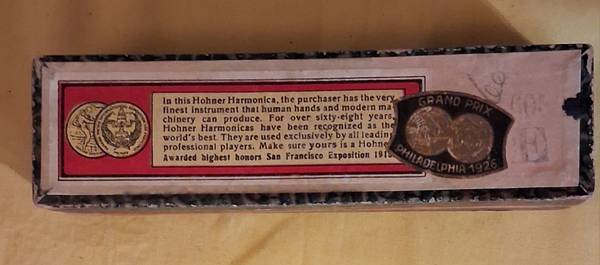 In this Hohner Harmonica, the purchaser has the very
finest instrument that human hands and modern ma
chinery can produce. For over sixty-eight years,
Hohner Harmonicas have been recognized as the
world's best. They are used exclusively by all leading
professional players. Make sure yours is a Hohne
Awarded highest honors San Francisco Exposition 191
GRAND PRIX
PHILADELPHIA 1926